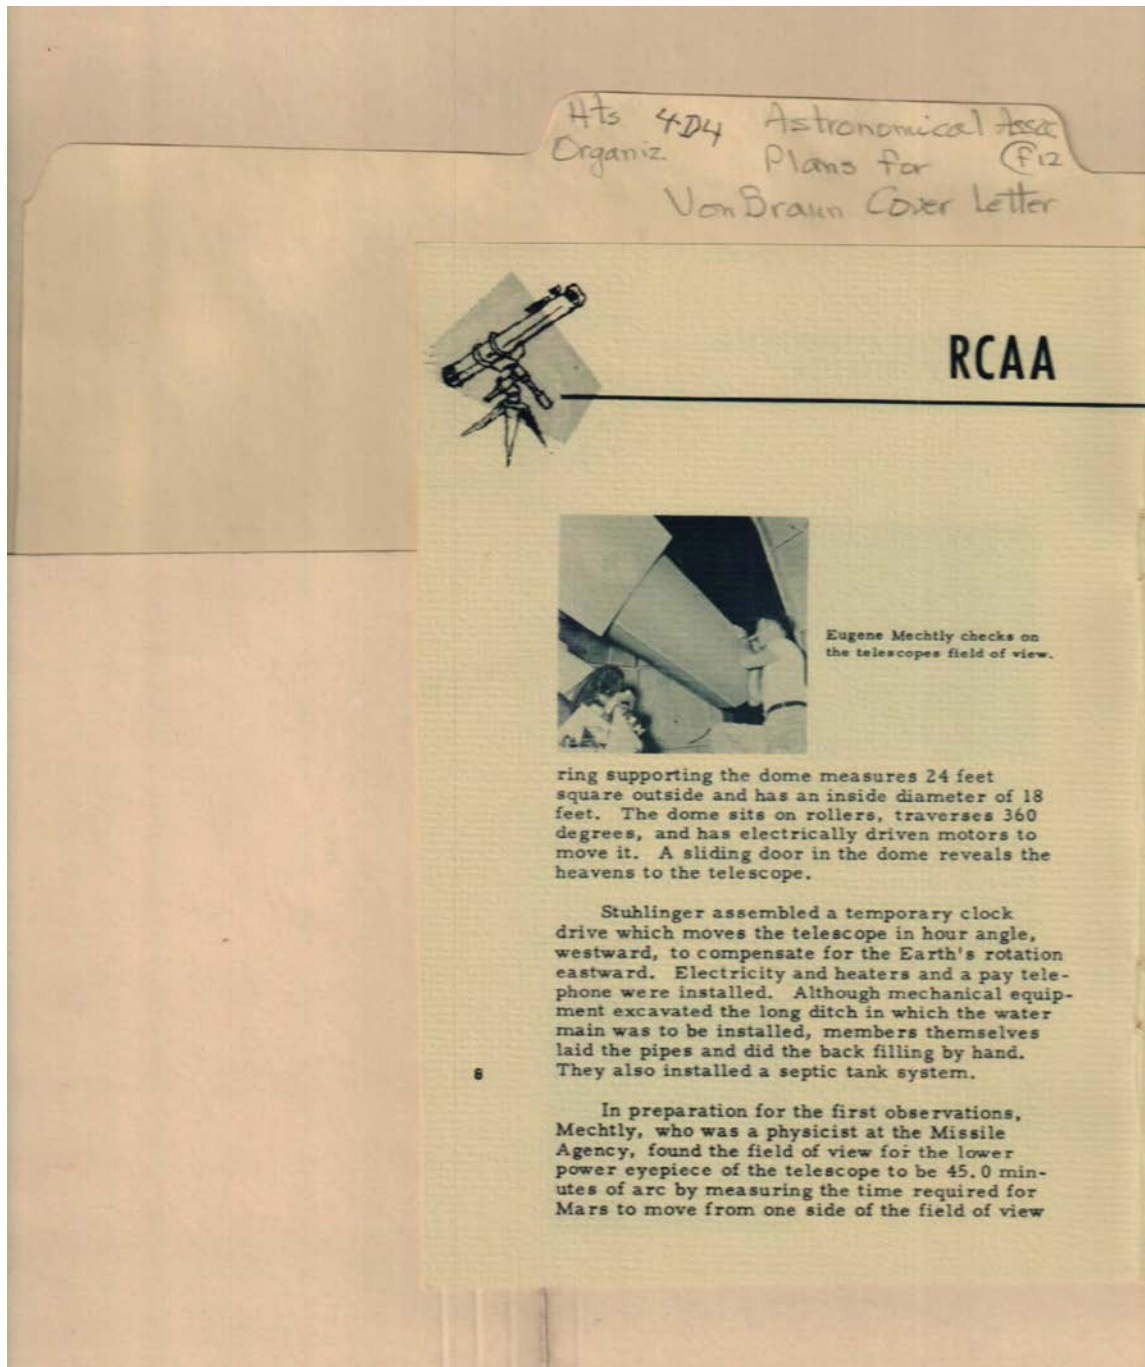 Hts 4D4 Astronomical Assoc
Organiz. Plans for F12
Von Braun Cover Letter
RCAA
Eugene Mechtly checks on
the telescopes field of view.
ring supporting the dome measures 24 feet
square outside and has an inside diameter of 18
feet. The dome sits on rollers, traverses 360
degrees, and has electrically driven motors to
move it. A sliding door in the dome reveals the
heavens to the telescope.
Stuhlinger assembled a temporary clock
drive which moves the telescope in hour angle,
westward, to compensate for the Earth's rotation
eastward. Electricity and heaters and a pay tele-
phone were installed. Although mechanical equip-
ment excavated the long ditch in which the water
main was to be installed, members themselves
laid the pipes and did the back filling by hand.
They also installed a septic tank system.
8
In preparation for the first observations,
Mechtly, who was a physicist at the Missile
Agency, found the field of view for the lower
power eyepiece of the telescope to be 45.0 min-
utes of arc by measuring the time required for
Mars to move from one side of the field of view